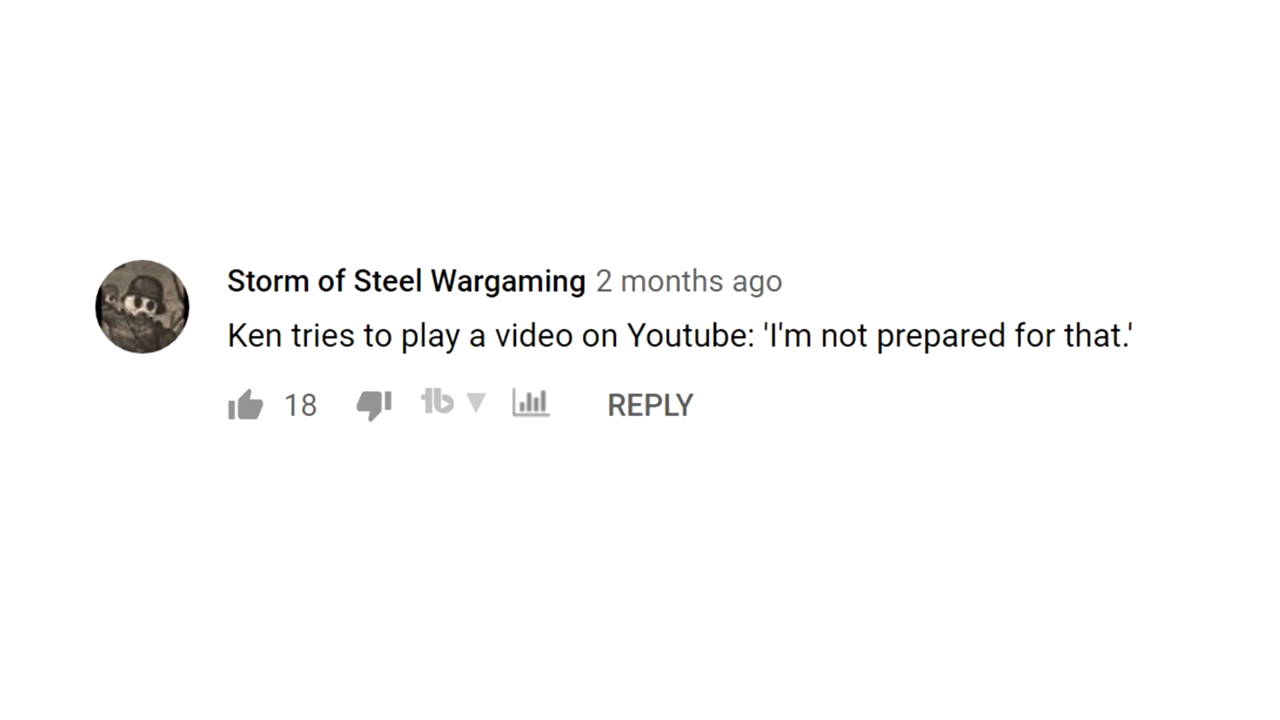 Storm of Steel Wargaming 2 months ago
Ken tries to play a video on Youtube: 'I'm not prepared for that.'
18 tb REPLY